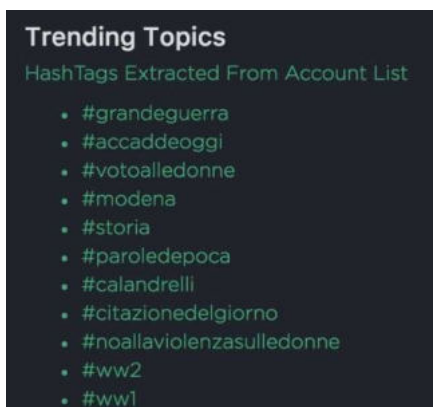 Trending Topics
HashTags Extracted From Account List
• #grandeguerra
• #accaddeoggi
• #votoalledonne
• #modena
• #storia
• #paroledepoca
• #calandrelli
• #citazionedelgiorno
• #noallaviolenzasulledonne
• #ww2
• #ww1